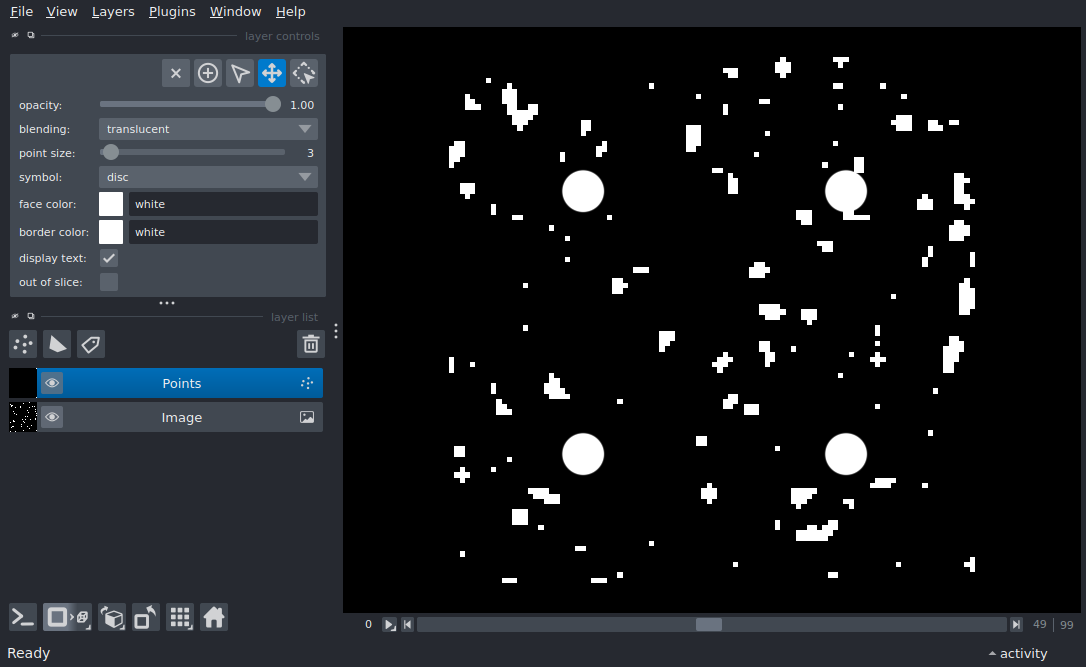 File View Layers Plugins Window Help
layer controls
opacity: 1.00
blending: translucent
point size: 3
symbol: disc
face color: white
border color: white
display text:
out of slice:
layer list
Points
Image
0 49 99
Ready activity